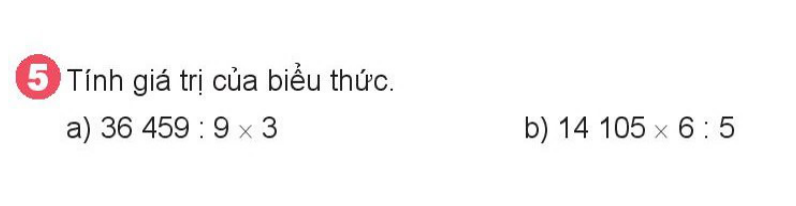 5 Tính giá trị của biểu thức.
a) 36 459 : 9 × 3 b) 14 105 × 6 : 5